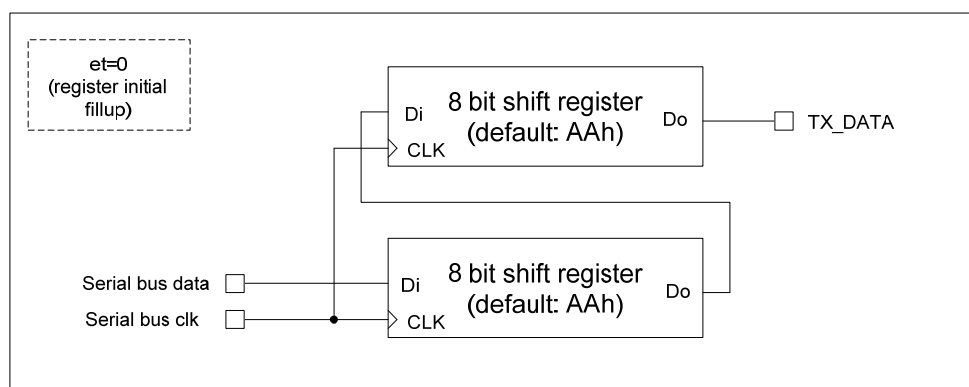 et=0
(register initial
fillup)
8 bit shift register
(default: AAh)
Di
CLK
Do
TX_DATA
8 bit shift register
(default: AAh)
Di
CLK
Do
Serial bus data
Serial bus clk